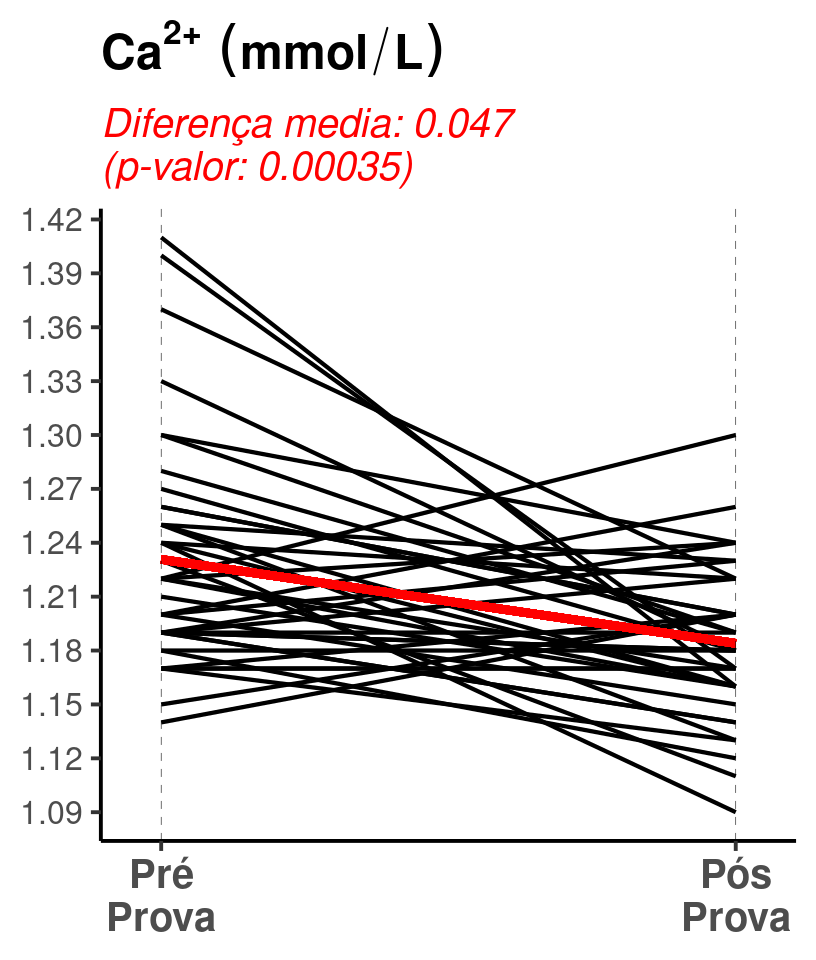 Ca²⁺ (mmol/L)
Diferença media: 0.047
(p-valor: 0.00035)
1.42
1.39
1.36
1.33
1.30
1.27
1.24
1.21
1.18
1.15
1.12
1.09
Pré Pós
Prova Prova